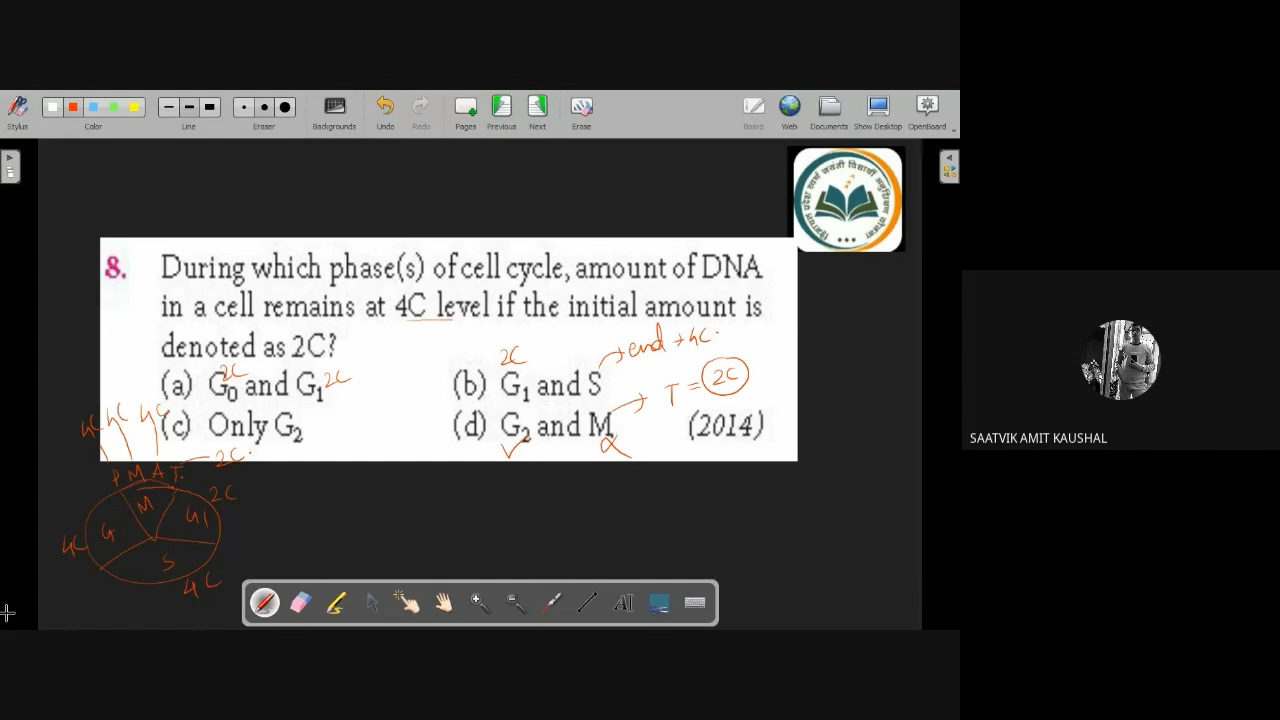 Stylus
Color
Line
Eraser
Backgrounds
Undo
Redo
Pages
Previous
Next
Erase
Board
Web
Documents
Show Desktop
OpenBoard
8. During which phase(s) of cell cycle, amount of DNA
in a cell remains at 4C level if the initial amount is
denoted as 2C?
2C
→ end → 4C.
2C 2C
(a) G₀ and G₁ (b) G₁ and S
→ T = 2C
(c) Only G₂ (d) G₂ and M (2014)
4C 4C 4C
P M A T. 2C.
M 2C
G G1
4C
S
4C
AI
SAATVIK AMIT KAUSHAL